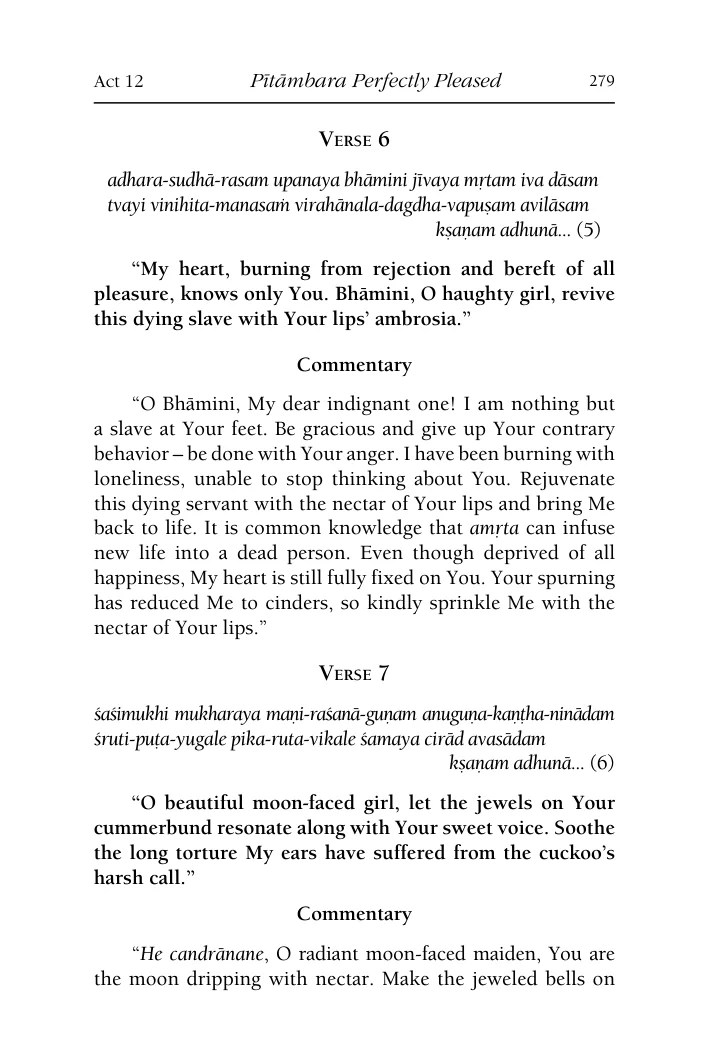 Act 12 Pītāmbara Perfectly Pleased 279
Verse 6
adhara-sudhā-rasam upanaya bhāmini jīvaya mṛtam iva dāsam
tvayi vinihita-manasaṁ virahānala-dagdha-vapuṣam avilāsam
kṣaṇam adhunā... (5)
“My heart, burning from rejection and bereft of all
pleasure, knows only You. Bhāmini, O haughty girl, revive
this dying slave with Your lips’ ambrosia.”
Commentary
“O Bhāmini, My dear indignant one! I am nothing but
a slave at Your feet. Be gracious and give up Your contrary
behavior – be done with Your anger. I have been burning with
loneliness, unable to stop thinking about You. Rejuvenate
this dying servant with the nectar of Your lips and bring Me
back to life. It is common knowledge that amṛta can infuse
new life into a dead person. Even though deprived of all
happiness, My heart is still fully fixed on You. Your spurning
has reduced Me to cinders, so kindly sprinkle Me with the
nectar of Your lips.”
Verse 7
śaśimukhi mukharaya maṇi-raśanā-guṇam anuguṇa-kaṇṭha-ninādam
śruti-puṭa-yugale pika-ruta-vikale śamaya cirād avasādam
kṣaṇam adhunā... (6)
“O beautiful moon-faced girl, let the jewels on Your
cummerbund resonate along with Your sweet voice. Soothe
the long torture My ears have suffered from the cuckoo’s
harsh call.”
Commentary
“He candrānane, O radiant moon-faced maiden, You are
the moon dripping with nectar. Make the jeweled bells on